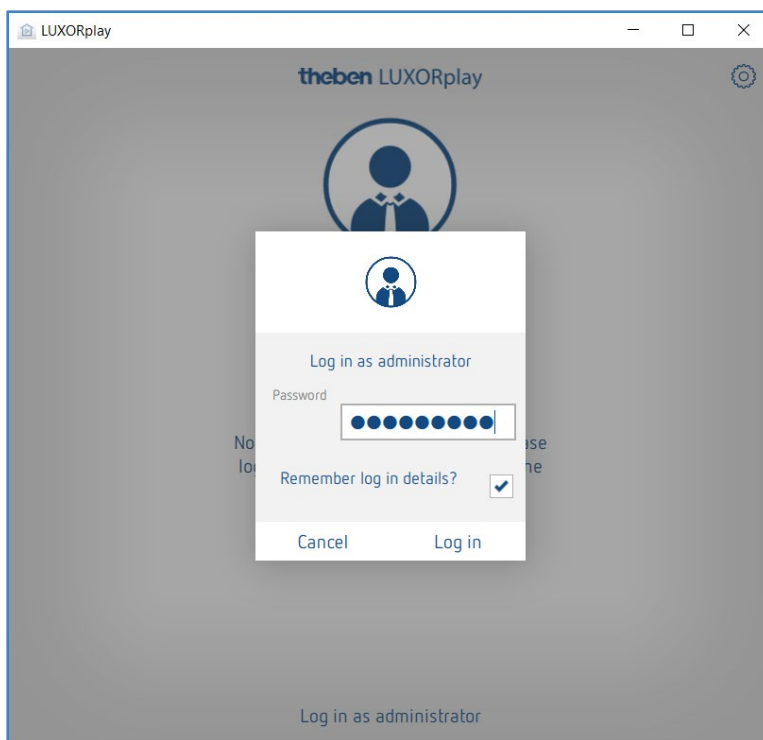 LUXORplay
theben LUXORplay
Log in as administrator
Password
Remember log in details?
Cancel Log in
Log in as administrator